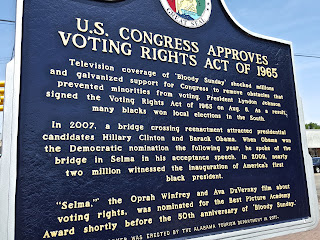 GREAT SEAL
U.S. CONGRESS APPROVES
VOTING RIGHTS ACT OF 1965
Television coverage of 'Bloody Sunday' shocked millions
and galvanized support for Congress to remove obstacles that
prevented minorities from voting. President Lyndon Johnson
signed the Voting Rights Act of 1965 on Aug. 6. As a result,
many blacks won local elections in the South.
In 2007, a bridge crossing reenactment attracted presidential
candidates Hillary Clinton and Barack Obama. When Obama won
the Democratic nomination the following year, he spoke of the
bridge in Selma in his acceptance speech. In 2009, nearly
two million witnessed the inauguration of America's first
black president.
"Selma," the Oprah Winfrey and Ava DuVernay film about
voting rights, was nominated for the Best Picture Academy
Award shortly before the 50th anniversary of 'Bloody Sunday.'
WAS ERECTED BY THE ALABAMA TOURISM DEPARTMENT IN 2015.